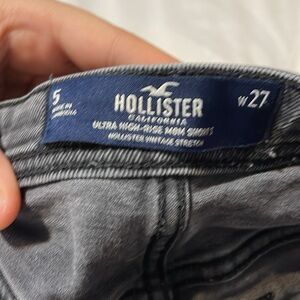 5
HOLLISTER
W27
CALIFORNIA
ULTRA HIGH-RISE MOM SHORT
HOLLISTER VINTAGE STRETCH